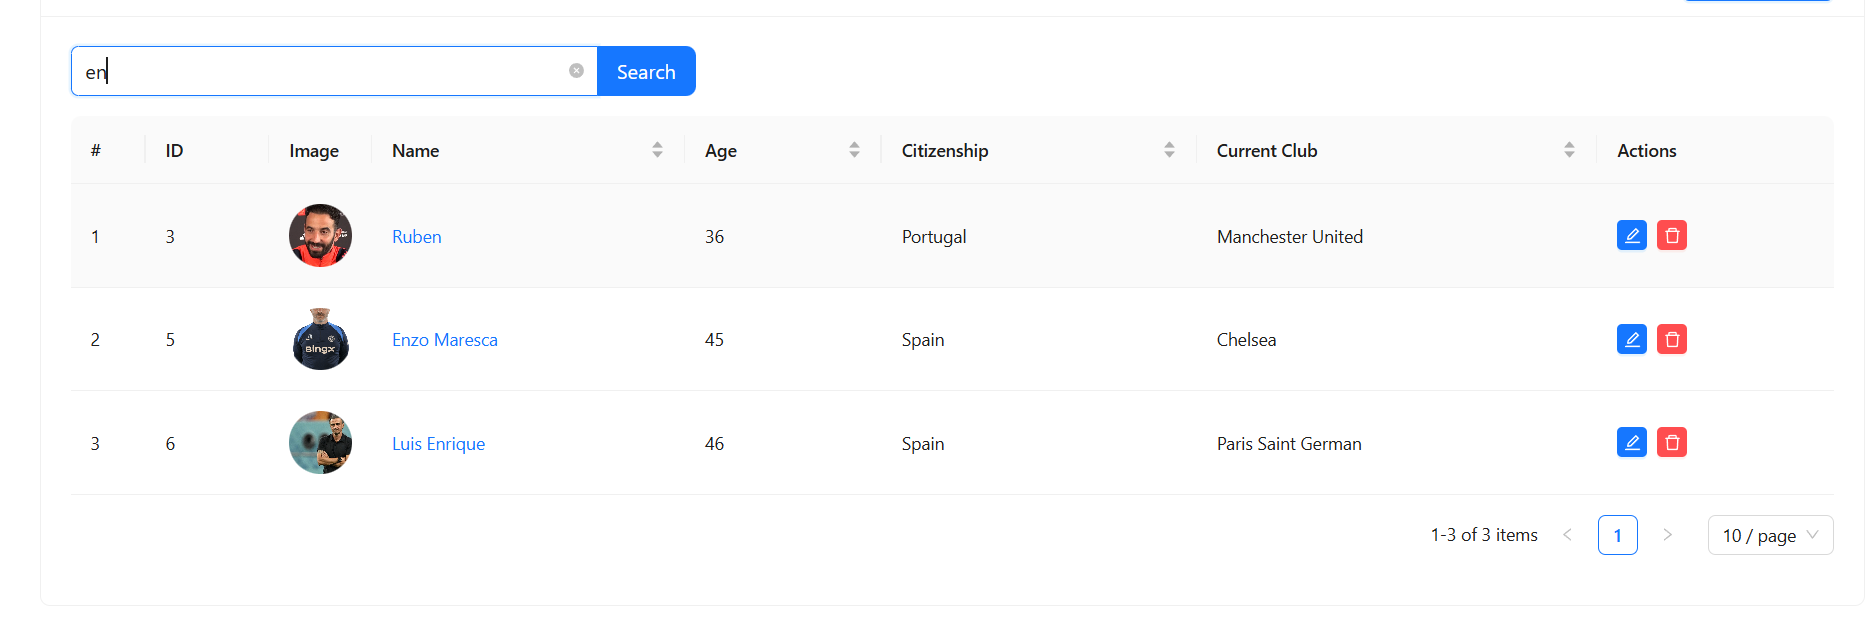 en
Search
# ID Image Name Age Citizenship Current Club Actions
1 3 Ruben 36 Portugal Manchester United
BingX
2 5 Enzo Maresca 45 Spain Chelsea
3 6 Luis Enrique 46 Spain Paris Saint German
1-3 of 3 items < 1 > 10 / page